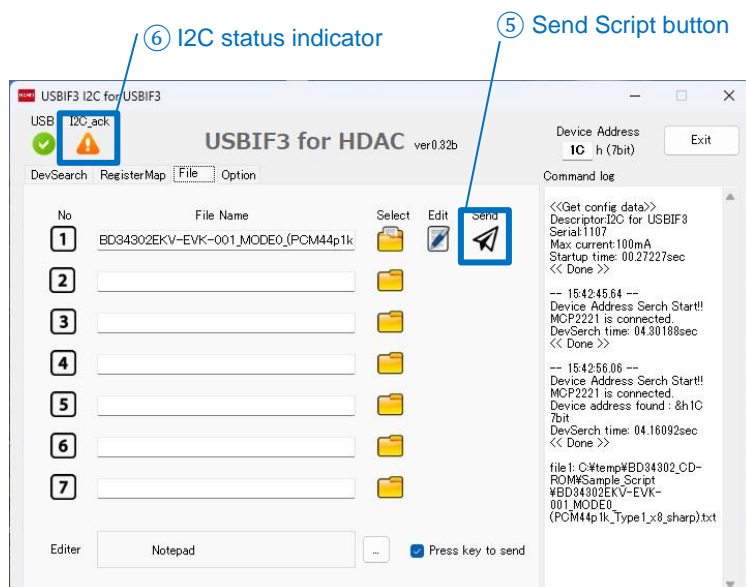 ⑥ I2C status indicator
⑤ Send Script button
USBIF3 I2C for USBIF3
USB I2C_ack
USBIF3 for HDAC ver0.32b
Device Address
1C h (7bit)
Exit
DevSearch RegisterMap File Option
Command log
No File Name Select Edit Send
1 BD34302EKV-EVK-001_MODE0_(PCM44p1k
2
3
4
5
6
7
Editer Notepad ... Press key to send
<<Get config data>>
Descriptor:I2C for USBIF3
Serial:1107
Max current:100mA
Startup time: 00.27227sec
<< Done >>
-- 15:42:45.64 --
Device Address Serch Start!!
MCP2221 is connected.
DevSerch time: 04.30188sec
<< Done >>
-- 15:42:56.06 --
Device Address Serch Start!!
MCP2221 is connected.
Device address found : &h1C
7bit
DevSerch time: 04.16092sec
<< Done >>
file1: C:¥temp¥BD34302_CD-
ROM¥Sample_Script
¥BD34302EKV-EVK-
001_MODE0_
(PCM44p1k_Type1_x8_sharp).txt